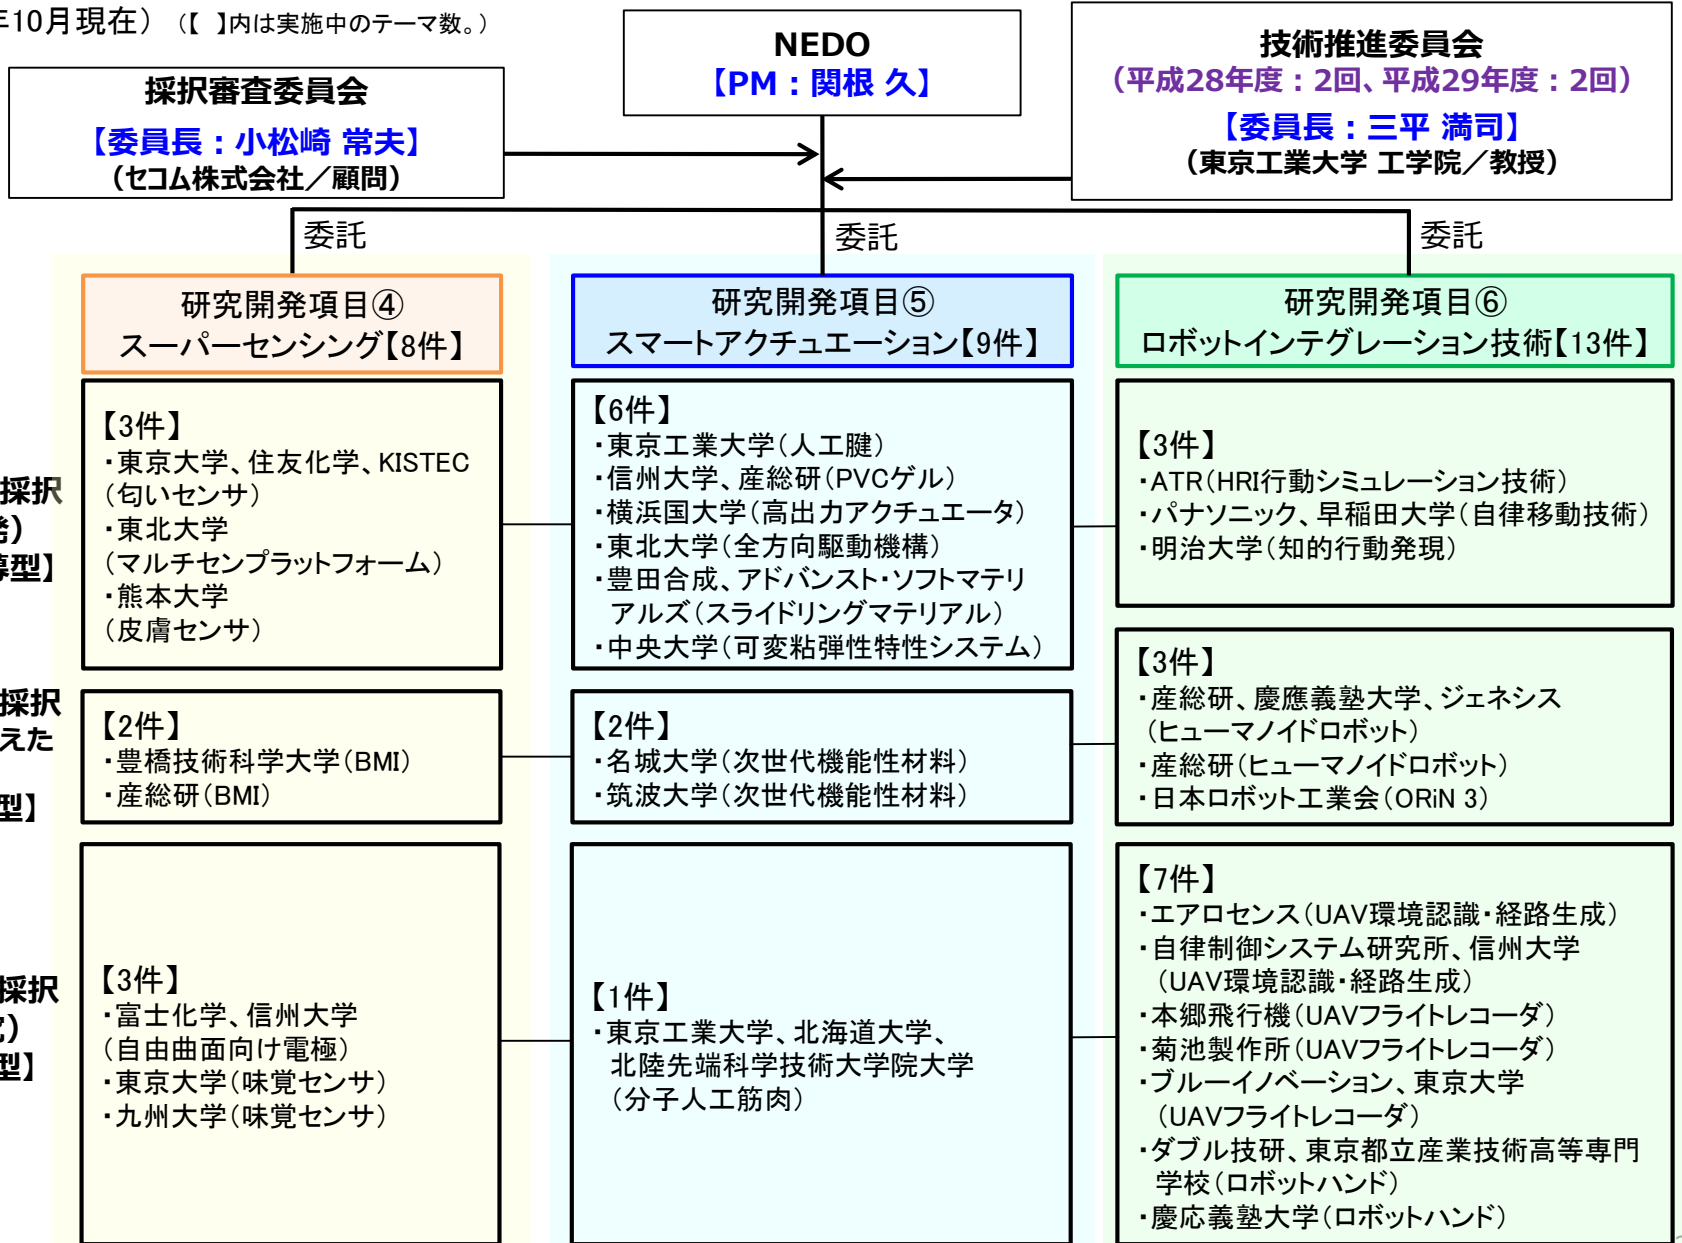 年10月現在）（【 】内は実施中のテーマ数。）
NEDO
【PM：関根 久】
技術推進委員会
（平成28年度：2回、平成29年度：2回）
【委員長：三平 満司】
（東京工業大学 工学院／教授）
採択審査委員会
【委員長：小松崎 常夫】
（セコム株式会社／顧問）
委託
委託
委託
研究開発項目④
スーパーセンシング【8件】
研究開発項目⑤
スマートアクチュエーション【9件】
研究開発項目⑥
ロボットインテグレーション技術【13件】
採択
発）
募型】
【3件】
・東京大学、住友化学、KISTEC
（匂いセンサ）
・東北大学
（マルチセンプラットフォーム）
・熊本大学
（皮膚センサ）
【6件】
・東京工業大学（人工腱）
・信州大学、産総研（PVCゲル）
・横浜国大学（高出力アクチュエータ）
・東北大学（全方向駆動機構）
・豊田合成、アドバンスト・ソフトマテリ
アルズ（スライドリングマテリアル）
・中央大学（可変粘弾性特性システム）
【3件】
・ATR（HRI行動シミュレーション技術）
・パナソニック、早稲田大学（自律移動技術）
・明治大学（知的行動発現）
採択
えた
型】
【2件】
・豊橋技術科学大学（BMI）
・産総研（BMI）
【2件】
・名城大学（次世代機能性材料）
・筑波大学（次世代機能性材料）
【3件】
・産総研、慶應義塾大学、ジェネシス
（ヒューマノイドロボット）
・産総研（ヒューマノイドロボット）
・日本ロボット工業会（ORiN 3）
採択
究）
型】
【3件】
・富士化学、信州大学
（自由曲面向け電極）
・東京大学（味覚センサ）
・九州大学（味覚センサ）
【1件】
・東京工業大学、北海道大学、
北陸先端科学技術大学院大学
（分子人工筋肉）
【7件】
・エアロセンス（UAV環境認識・経路生成）
・自律制御システム研究所、信州大学
（UAV環境認識・経路生成）
・本郷飛行機（UAVフライトレコーダ）
・菊池製作所（UAVフライトレコーダ）
・ブルーイノベーション、東京大学
（UAVフライトレコーダ）
・ダブル技研、東京都立産業技術高等専門
学校（ロボットハンド）
・慶応義塾大学（ロボットハンド）